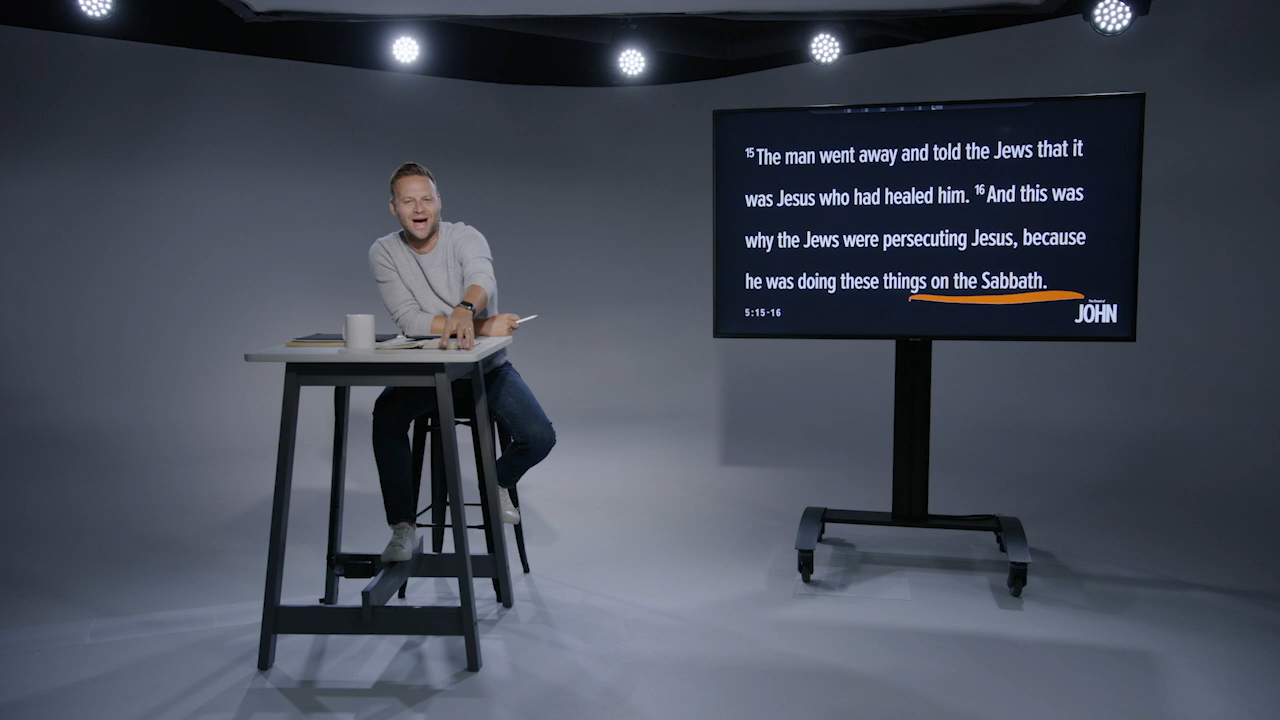 15 The man went away and told the Jews that it
was Jesus who had healed him. 16 And this was
why the Jews were persecuting Jesus, because
he was doing these things on the Sabbath.
5:15-16
JOHN